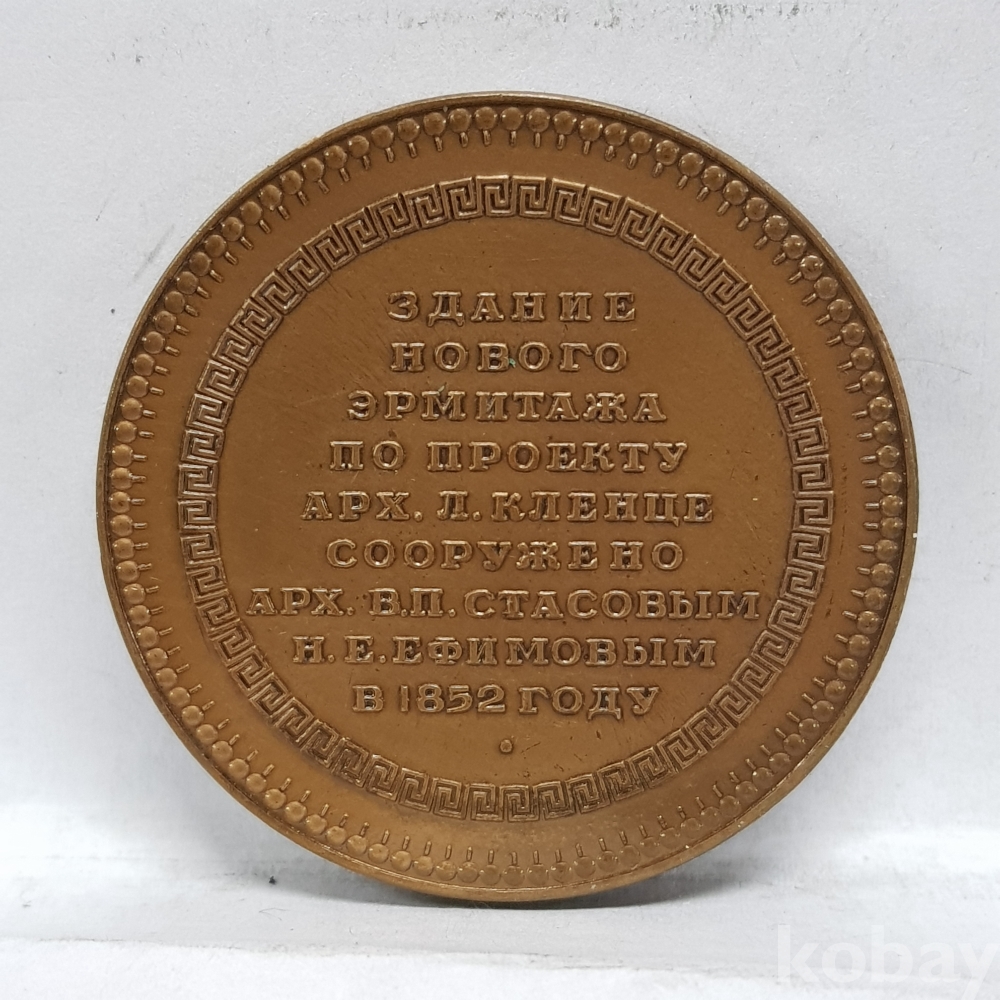 ЗДАНИЕ
НОВОГО
ЭРМИТАЖА
ПО ПРОЕКТУ
АРХ. Л. КЛЕНЦЕ
СООРУЖЕНО
АРХ. В.П. СТАСОВЫМ
Н.Е. ЕФИМОВЫМ
В 1852 ГОДУ
kobay